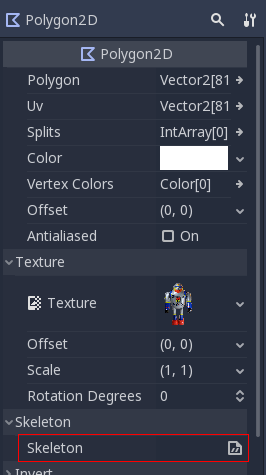 Polygon2D
Polygon2D
Polygon Vector2[81
Uv Vector2[81
Splits IntArray[0]
Color
Vertex Colors Color[0]
Offset (0, 0)
Antialiased On
Texture
Texture
Offset (0, 0)
Scale (1, 1)
Rotation Degrees 0
Skeleton
Skeleton
Invert